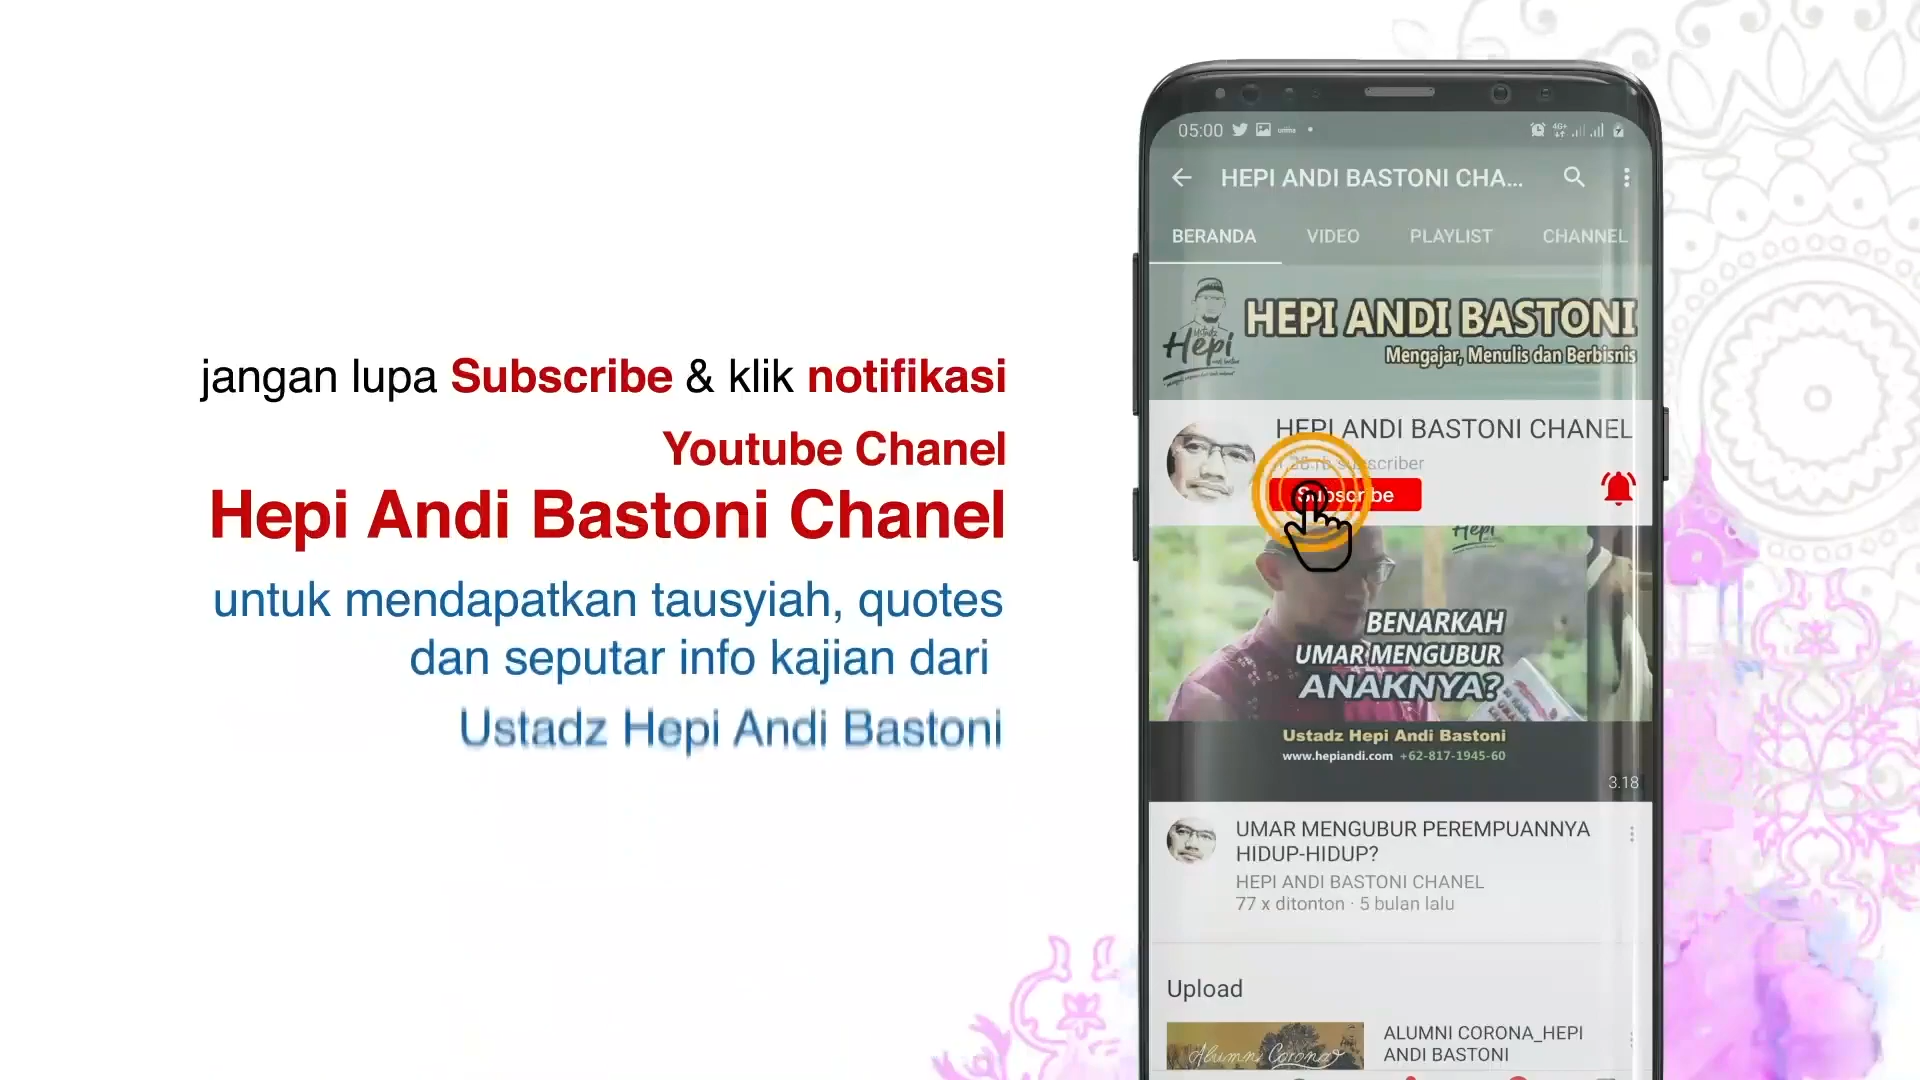 jangan lupa Subscribe & klik notifikasi
Youtube Chanel
Hepi Andi Bastoni Chanel
untuk mendapatkan tausyiah, quotes
dan seputar info kajian dari
Ustadz Hepi Andi Bastoni
05:00
HEPI ANDI BASTONI CHA...
BERANDA VIDEO PLAYLIST CHANNEL
Ustadz
Hepi
HEPI ANDI BASTONI
Mengajar, Menulis dan Berbisnis
HEPI ANDI BASTONI CHANEL
subscriber
Subscribe
Hepi
BENARKAH
UMAR MENGUBUR
ANAKNYA?
Ustadz Hepi Andi Bastoni
www.hepiandi.com +62-817-1945-60
3.18
UMAR MENGUBUR PEREMPUANNYA
HIDUP-HIDUP?
HEPI ANDI BASTONI CHANEL
77 x ditonton · 5 bulan lalu
Upload
Alumni Corona
ALUMNI CORONA_HEPI
ANDI BASTONI